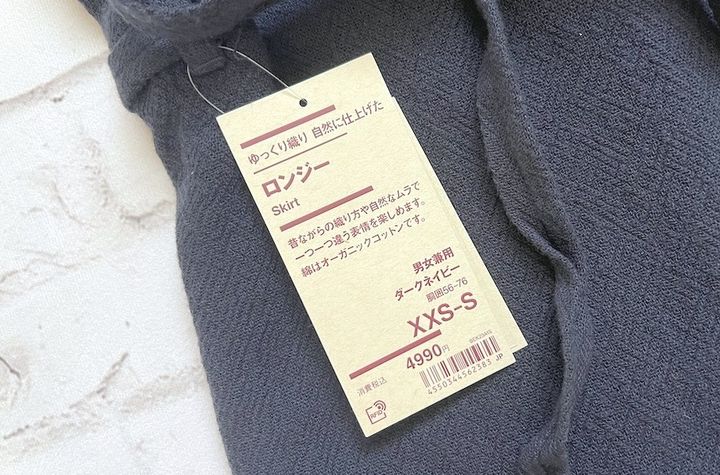 ゆっくり織り 自然に仕上げた
ロンジー
Skirt
昔ながらの織り方や自然なムラで
一つ一つ違う表情を楽しめます。
綿はオーガニックコットンです。
男女兼用
ダークネイビー
胴囲56-76
XXS-S
消費税込 4990円
4550344562383 JP
RFID